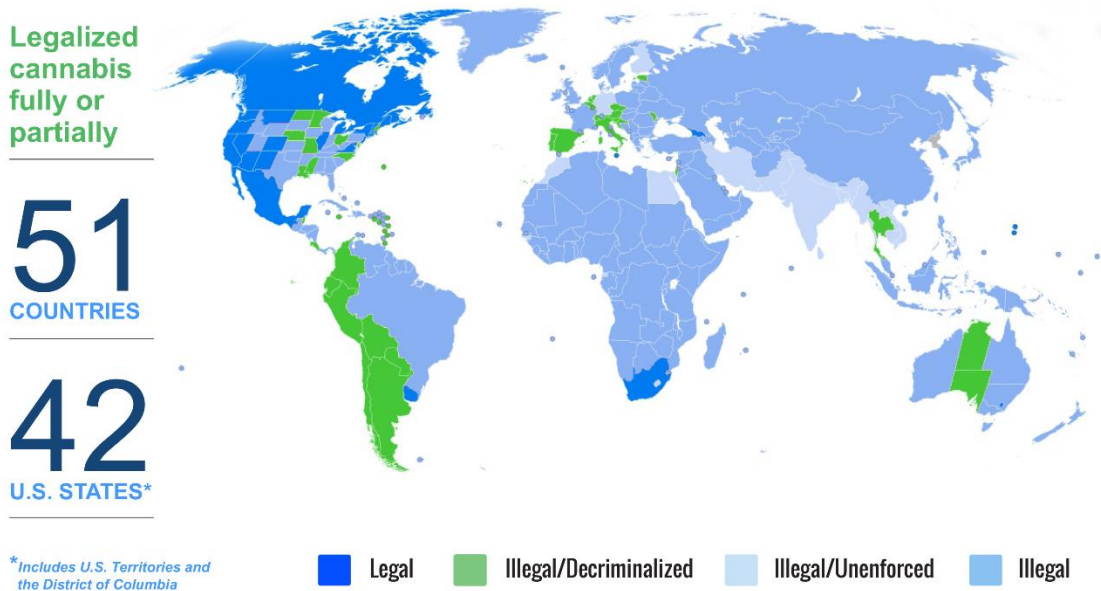 Legalized
cannabis
fully or
partially
51
COUNTRIES
42
U.S. STATES*
*Includes U.S. Territories and
the District of Columbia
Legal
Illegal/Decriminalized
Illegal/Unenforced
Illegal